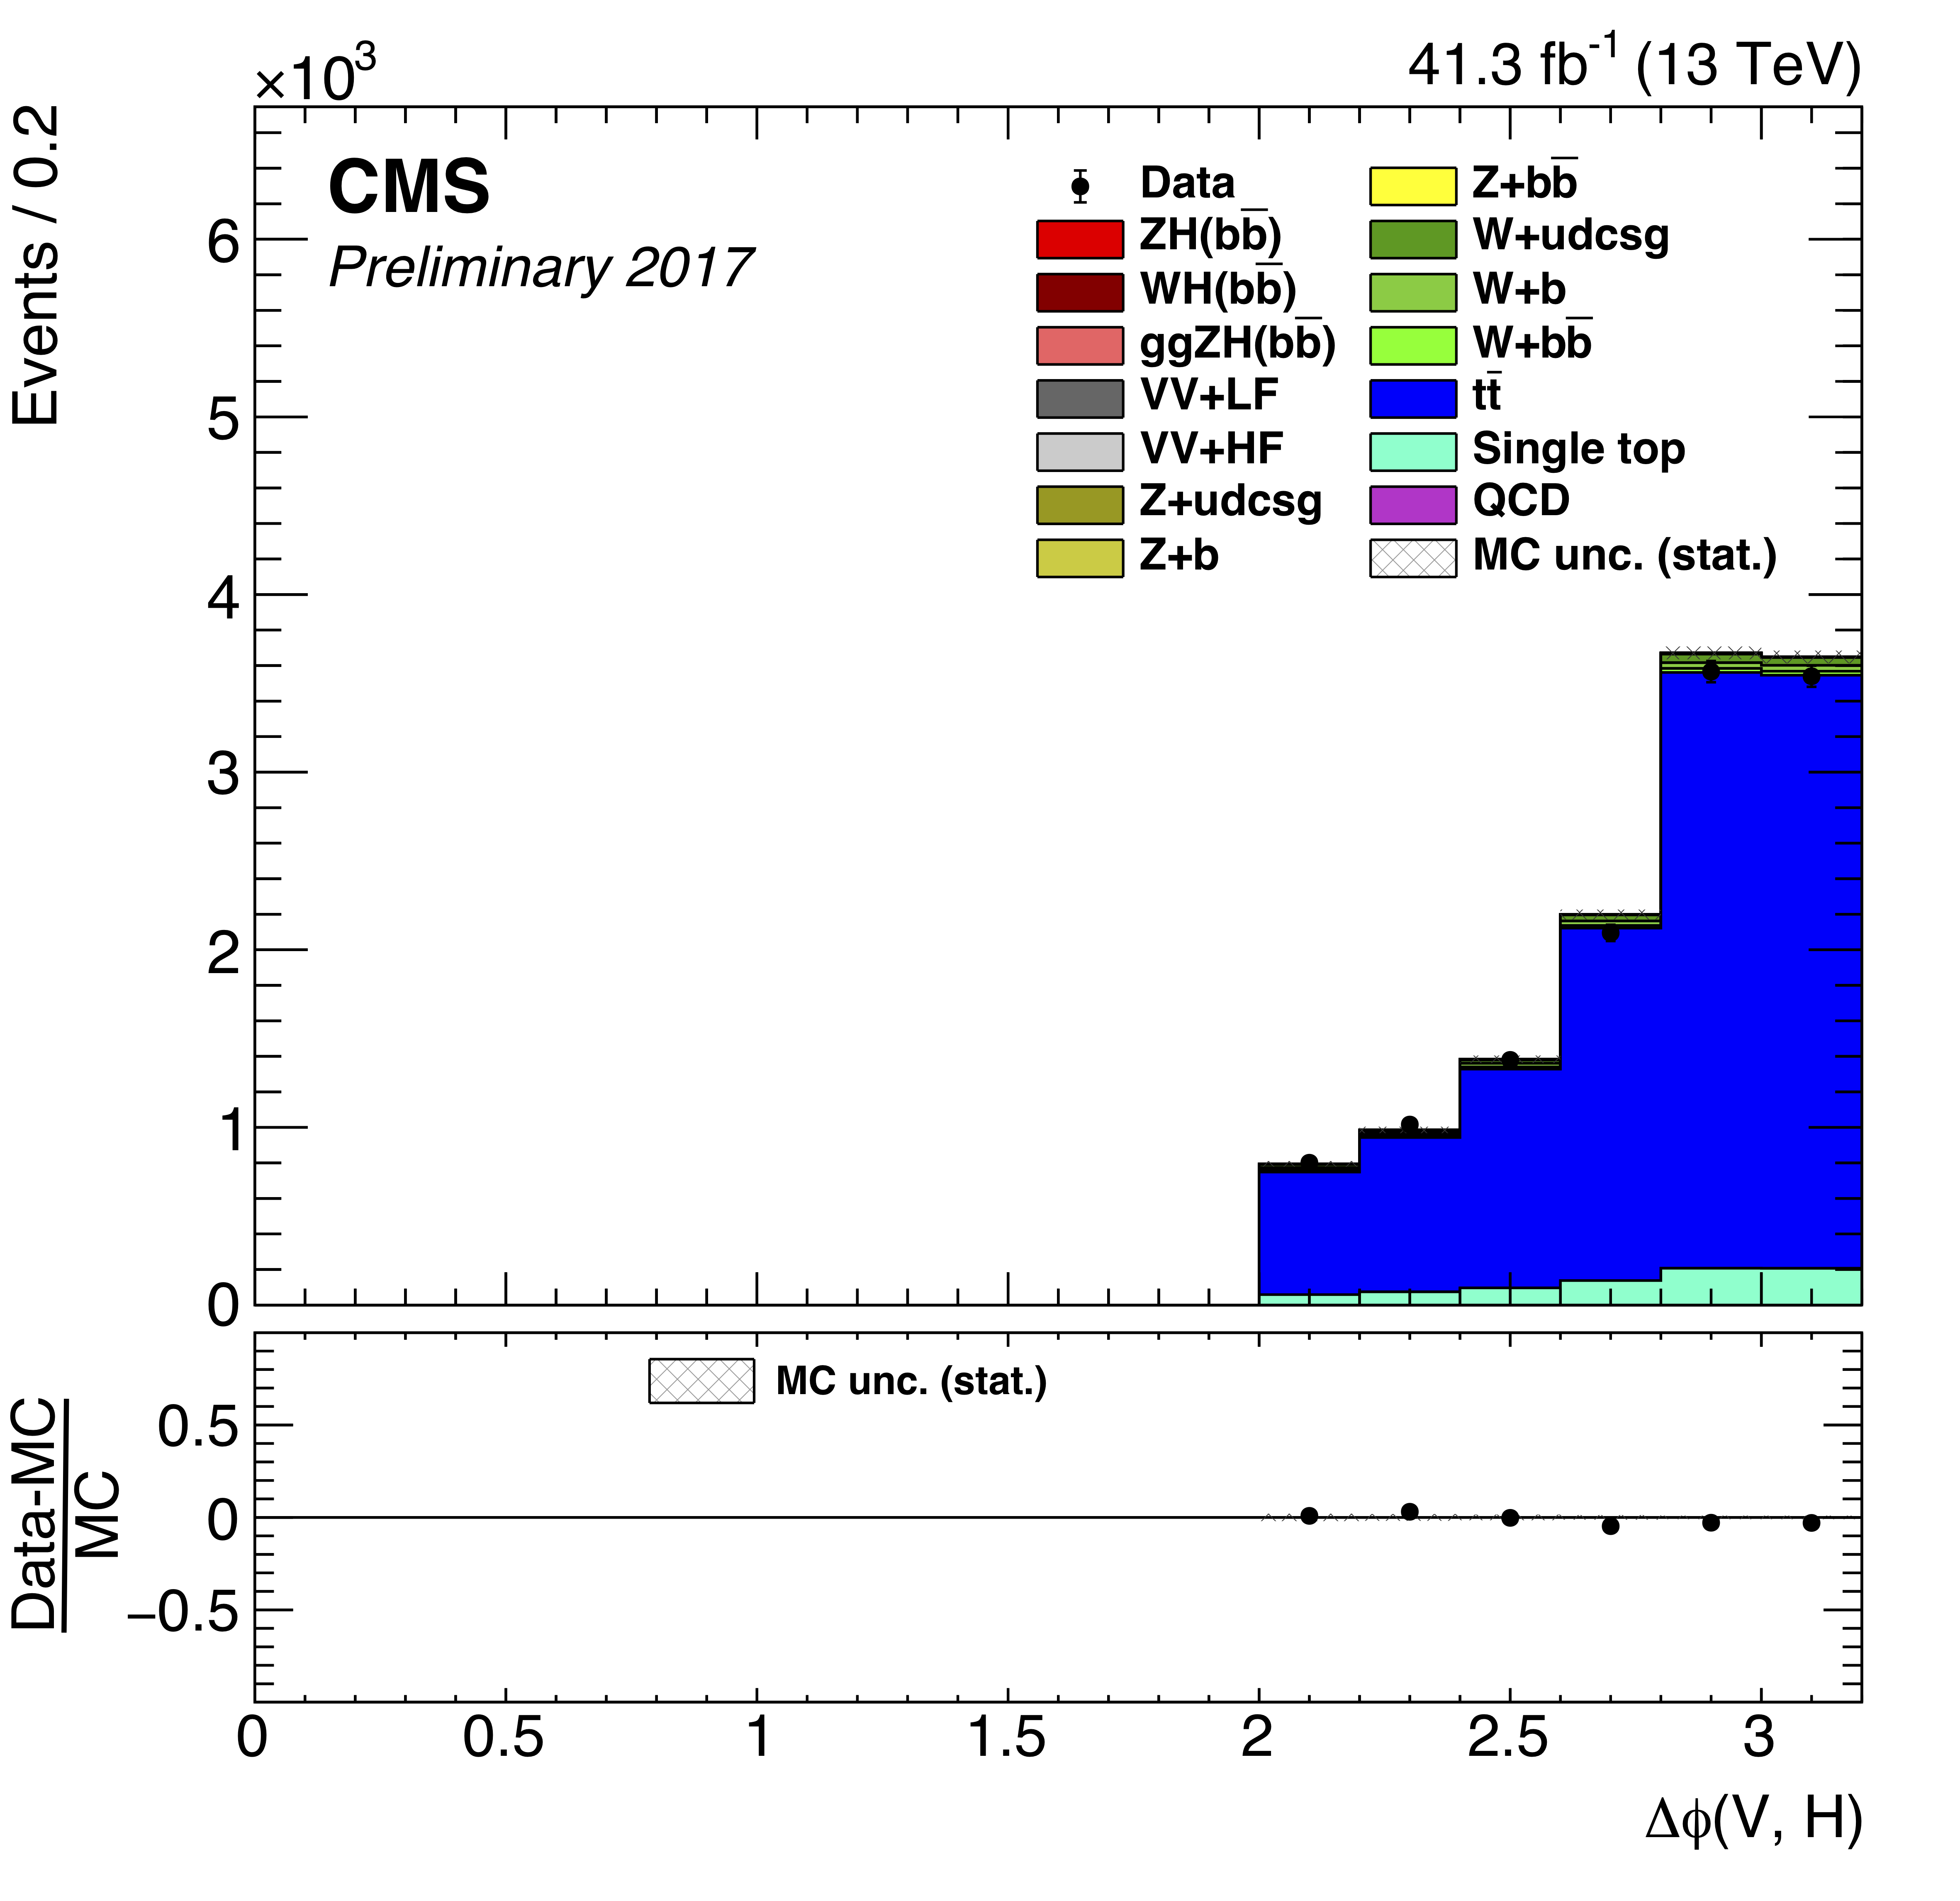 ×10³
41.3 fb⁻¹ (13 TeV)
Events / 0.2
CMS
Preliminary 2017
Data
ZH(bb̅)
WH(bb̅)
ggZH(bb̅)
VV+LF
VV+HF
Z+udcsg
Z+b
Z+bb̅
W+udcsg
W+b
W+bb̅
tt̅
Single top
QCD
MC unc. (stat.)
6
5
4
3
2
1
0
MC unc. (stat.)
Data-MC
MC
0.5
0
−0.5
0 0.5 1 1.5 2 2.5 3
Δϕ(V, H)